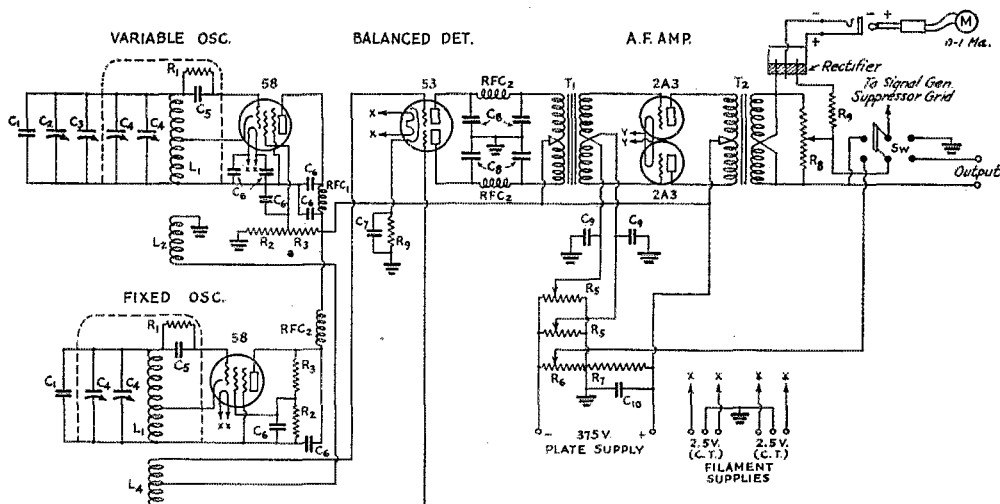 VARIABLE OSC.
BALANCED DET.
A.F. AMP.
- +
M
0-1 Ma.
Rectifier
To Signal Gen.
Suppressor Grid
R1
C5
58
53
RFC2
T1
2A3
T2
R9
Sw
C1
C2
C3
C4
C4
L1
C6
X X
C6
C6
RFC1
C6
X
X
C8
C8
RFC2
Y
Y
2A3
R8
Output
L2
R2
R3
a
C7
R9
C9
C9
FIXED OSC.
R1
C5
58
RFC2
R3
R5
R5
R6
R7
C10
C1
C4
C4
L1
X X
C6
R2
C6
L4
- 375 V. +
PLATE SUPPLY
X X X X
2.5 V.
(C.T.)
2.5 V.
(C.T.)
FILAMENT
SUPPLIES